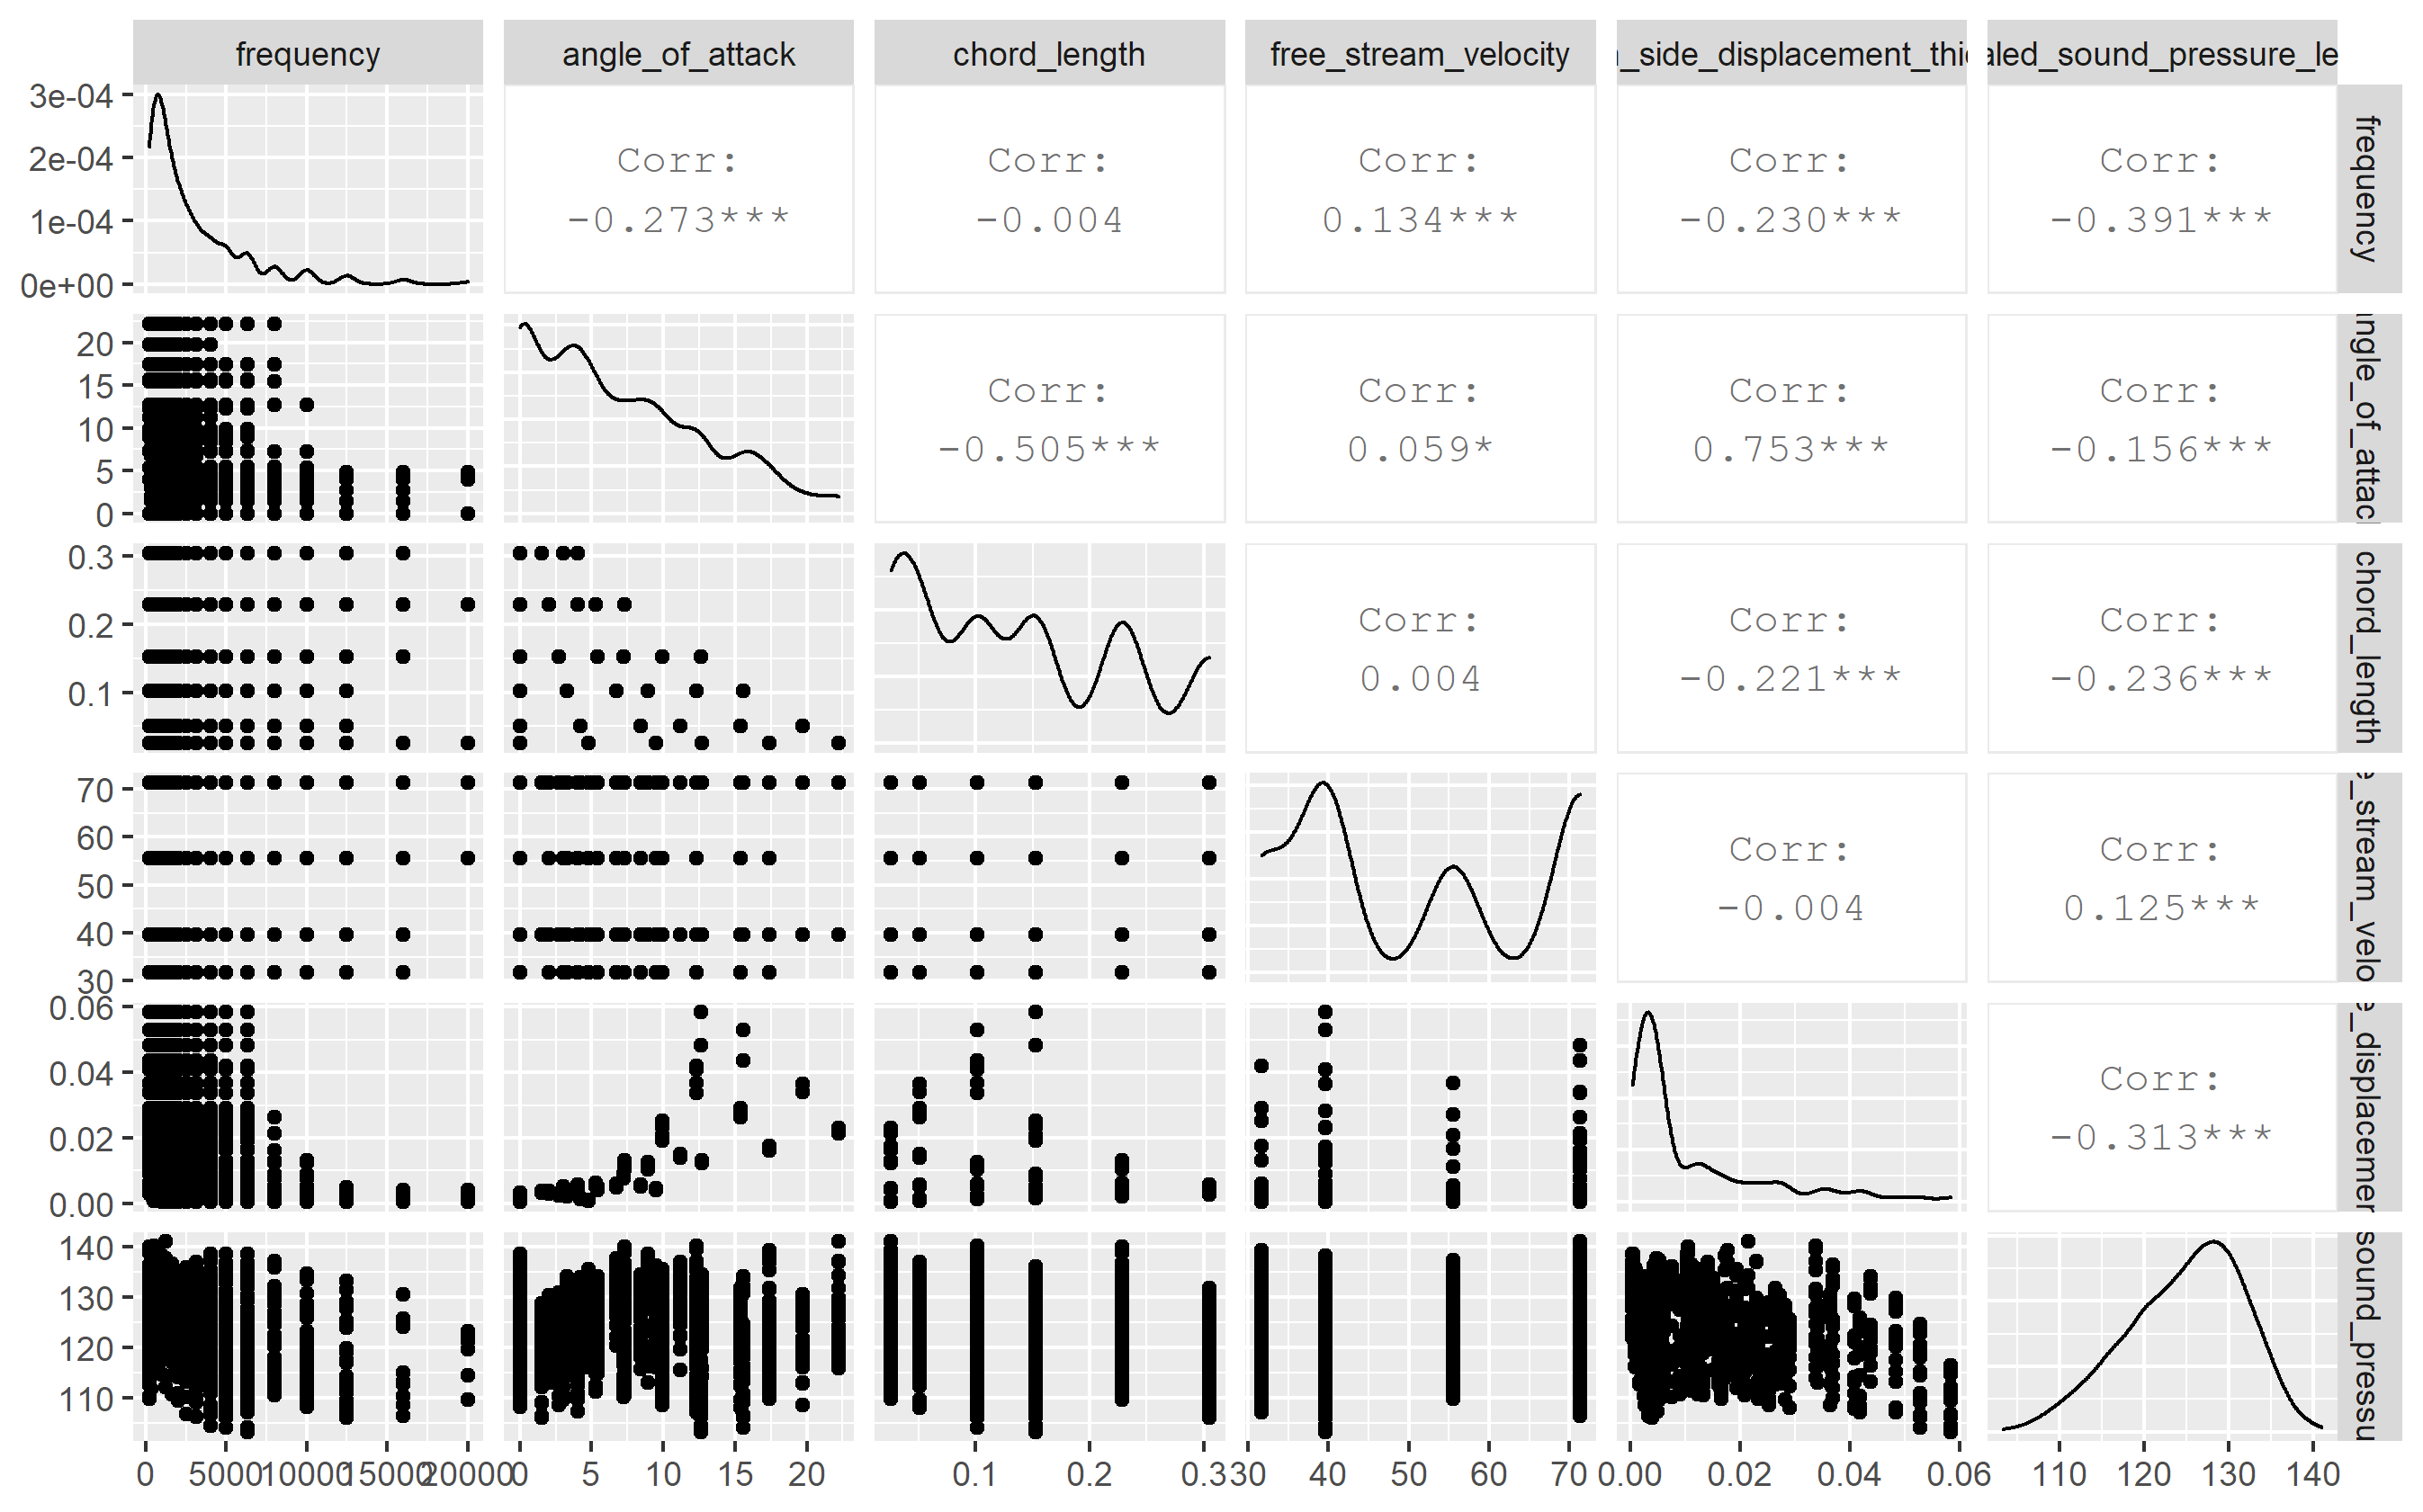 frequency angle_of_attack chord_length free_stream_velocity _side_displacement_thi aled_sound_pressure_le
3e-04
2e-04
1e-04
0e+00
Corr: Corr: Corr: Corr: Corr:
-0.273*** -0.004 0.134*** -0.230*** -0.391***
frequency
20
15
10
5
0
Corr: Corr: Corr: Corr:
-0.505*** 0.059* 0.753*** -0.156***
ngle_of_attac
0.3
0.2
0.1
Corr: Corr: Corr:
0.004 -0.221*** -0.236***
chord_length
70
60
50
40
30
Corr: Corr:
-0.004 0.125***
e_stream_velo
0.06
0.04
0.02
0.00
Corr:
-0.313***
e_displacemer
140
130
120
110
sound_pressu
0 5000 10000 15000 20000 0 5 10 15 20 0.1 0.2 0.3 30 40 50 60 70 0.00 0.02 0.04 0.06 110 120 130 140